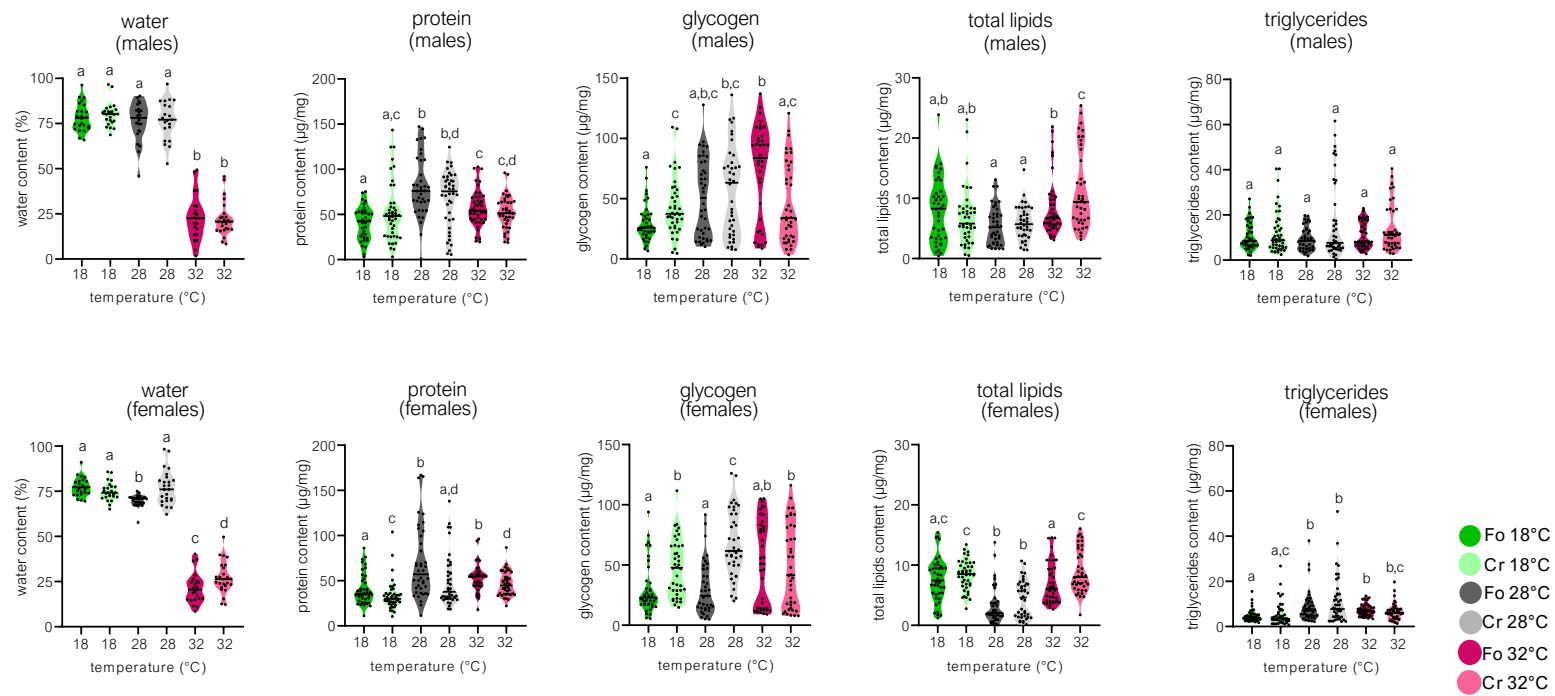 water
(males)
water content (%)
100
75
50
25
0
a
a
a
a
b
b
18
18
28
28
32
32
temperature (°C)
protein
(males)
protein content (µg/mg)
200
150
100
50
0
a
a,c
b
b,d
c
c,d
18
18
28
28
32
32
temperature (°C)
glycogen
(males)
glycogen content (µg/mg)
150
100
50
0
a
c
a,b,c
b,c
b
a,c
18
18
28
28
32
32
temperature (°C)
total lipids
(males)
total lipids content (µg/mg)
30
20
10
0
a,b
a,b
a
a
b
c
18
18
28
28
32
32
temperature (°C)
triglycerides
(males)
triglycerides content (µg/mg)
80
60
40
20
0
a
a
a
a
a
a
18
18
28
28
32
32
temperature (°C)
water
(females)
water content (%)
100
75
50
25
0
a
a
b
a
c
d
18
18
28
28
32
32
temperature (°C)
protein
(females)
protein content (µg/mg)
200
150
100
50
0
a
c
b
a,d
b
d
18
18
28
28
32
32
temperature (°C)
glycogen
(females)
glycogen content (µg/mg)
150
100
50
0
a
b
a
c
a,b
b
18
18
28
28
32
32
temperature (°C)
total lipids
(females)
total lipids content (µg/mg)
30
20
10
0
a,c
c
b
b
a
c
18
18
28
28
32
32
temperature (°C)
triglycerides
(females)
triglycerides content (µg/mg)
80
60
40
20
0
a
a,c
b
b
b
b,c
18
18
28
28
32
32
temperature (°C)
Fo 18°C
Cr 18°C
Fo 28°C
Cr 28°C
Fo 32°C
Cr 32°C